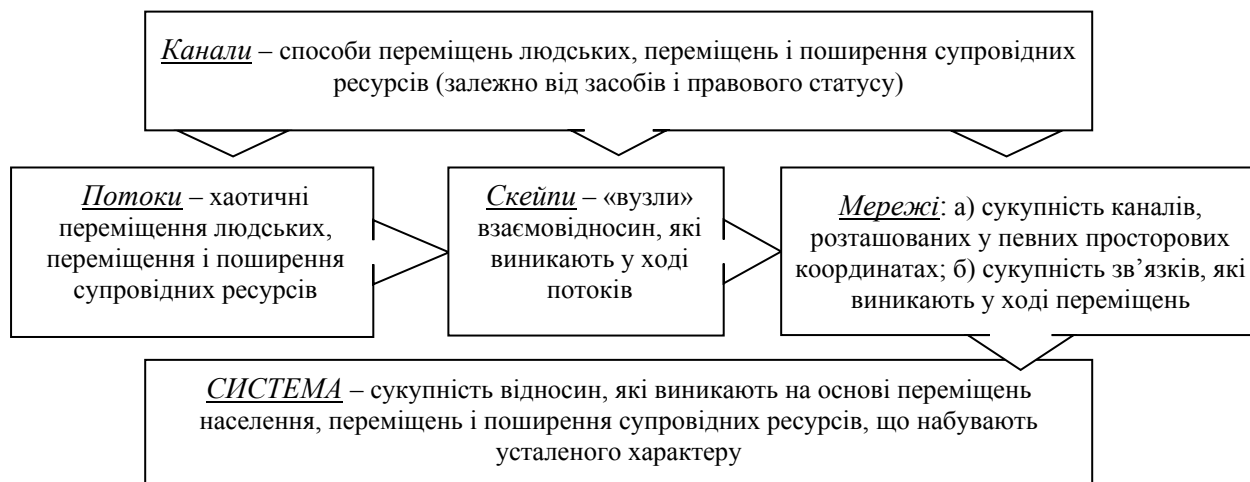 Канали – способи переміщень людських, переміщень і поширення супровідних
ресурсів (залежно від засобів і правового статусу)
Потоки – хаотичні
переміщення людських,
переміщення і поширення
супровідних ресурсів
Скейпи – «вузли»
взаємовідносин, які
виникають у ході
потоків
Мережі: а) сукупність каналів,
розташованих у певних просторових
координатах; б) сукупність зв’язків, які
виникають у ході переміщень
СИСТЕМА – сукупність відносин, які виникають на основі переміщень
населення, переміщень і поширення супровідних ресурсів, що набувають
усталеного характеру